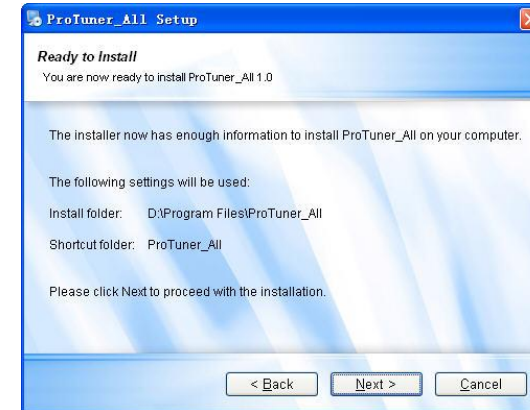 ProTuner_All Setup
Ready to Install
You are now ready to install ProTuner_All 1.0
The installer now has enough information to install ProTuner_All on your computer.
The following settings will be used:
Install folder: D:\Program Files\ProTuner_All
Shortcut folder: ProTuner_All
Please click Next to proceed with the installation.
< Back Next > Cancel